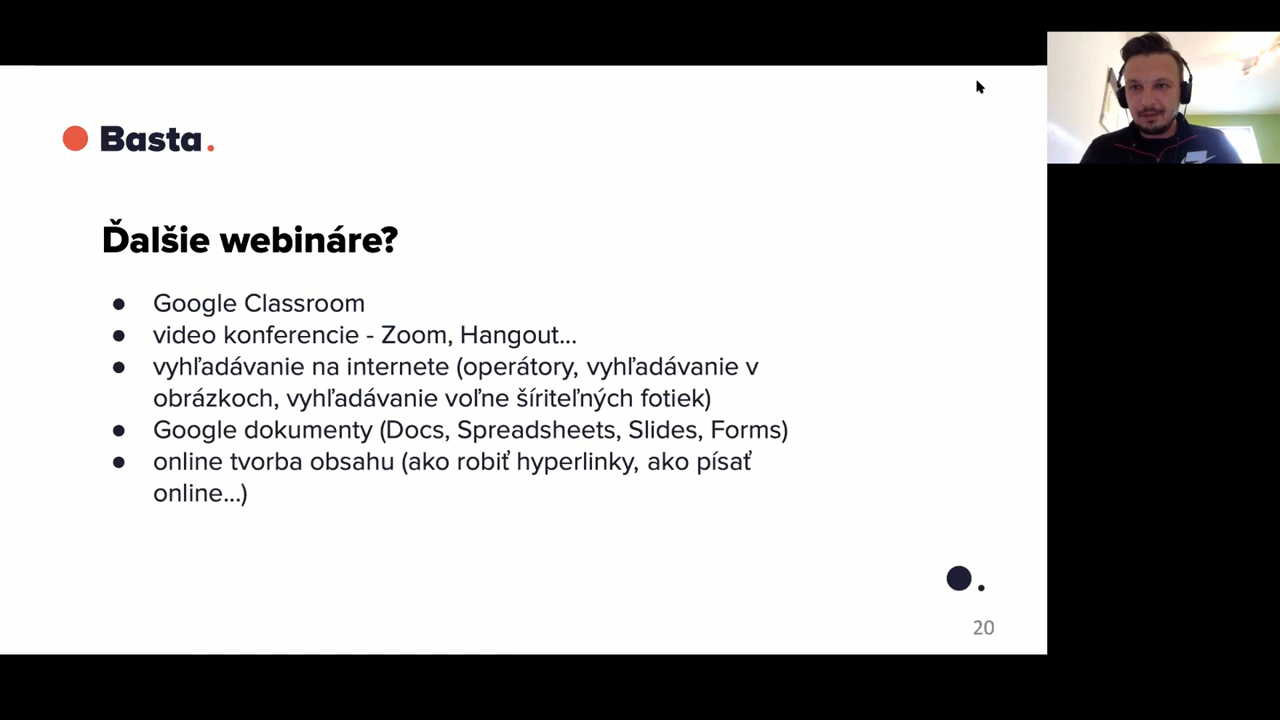 Basta.
Ďalšie webináre?
● Google Classroom
● video konferencie - Zoom, Hangout...
● vyhľadávanie na internete (operátory, vyhľadávanie v
obrázkoch, vyhľadávanie voľne šíriteľných fotiek)
● Google dokumenty (Docs, Spreadsheets, Slides, Forms)
● online tvorba obsahu (ako robiť hyperlinky, ako písať
online...)
20